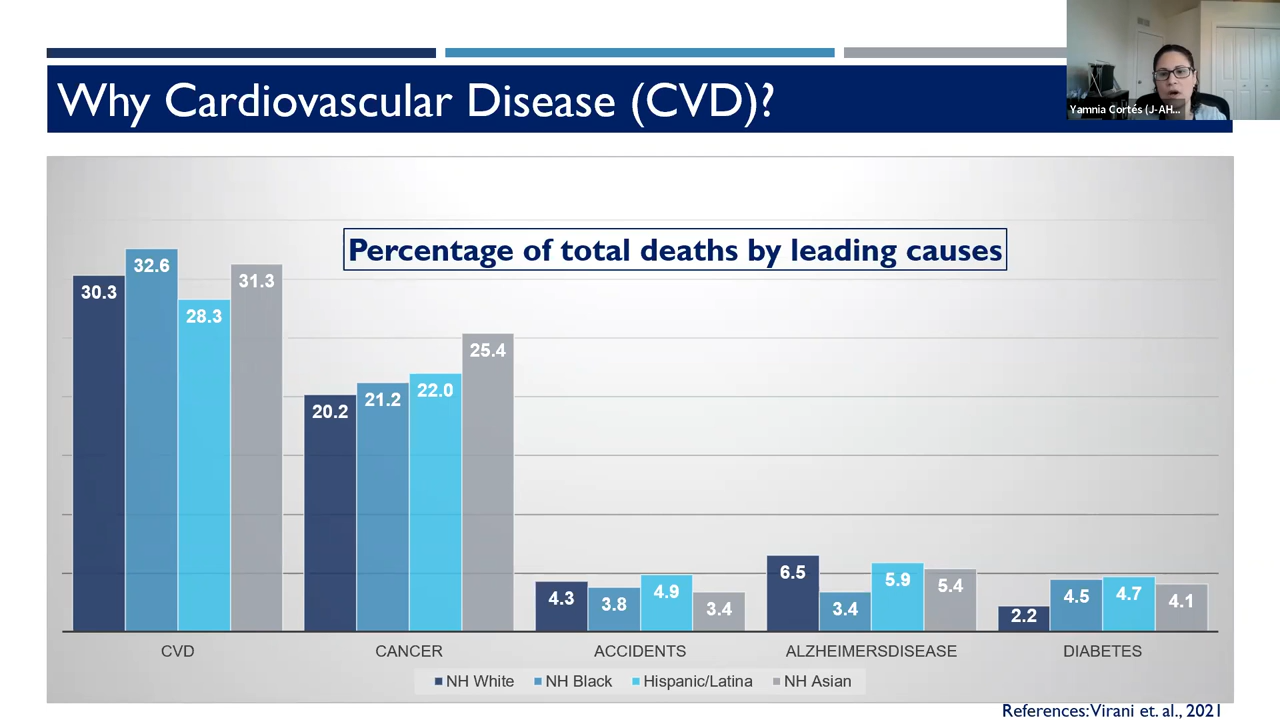 Why Cardiovascular Disease (CVD)?
Yamnia Cortés (J-AH...
Percentage of total deaths by leading causes
30.3 32.6 28.3 31.3
20.2 21.2 22.0 25.4
4.3 3.8 4.9 3.4
6.5 3.4 5.9 5.4
2.2 4.5 4.7 4.1
CVD CANCER ACCIDENTS ALZHEIMERSDISEASE DIABETES
NH White NH Black Hispanic/Latina NH Asian
References:Virani et. al., 2021